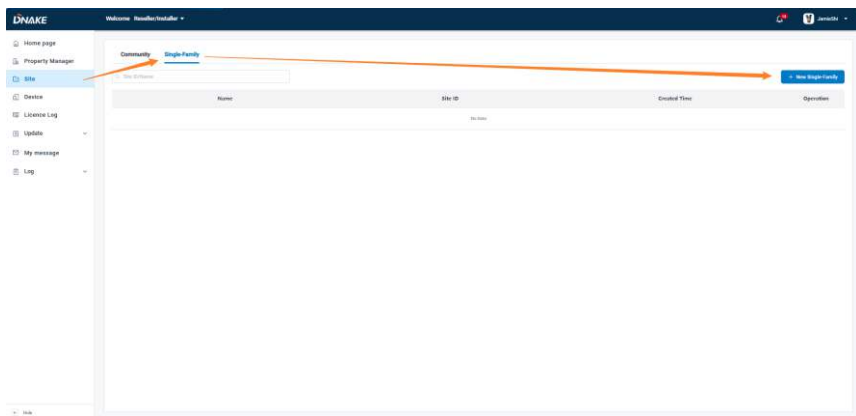 DNAKE
Welcome Reseller/Installer
Home page
Property Manager
Site
Device
Licence Log
Update
My message
Log
Community Single-Family
+ New Single Family
Name Site ID Created Time Operation
No Data